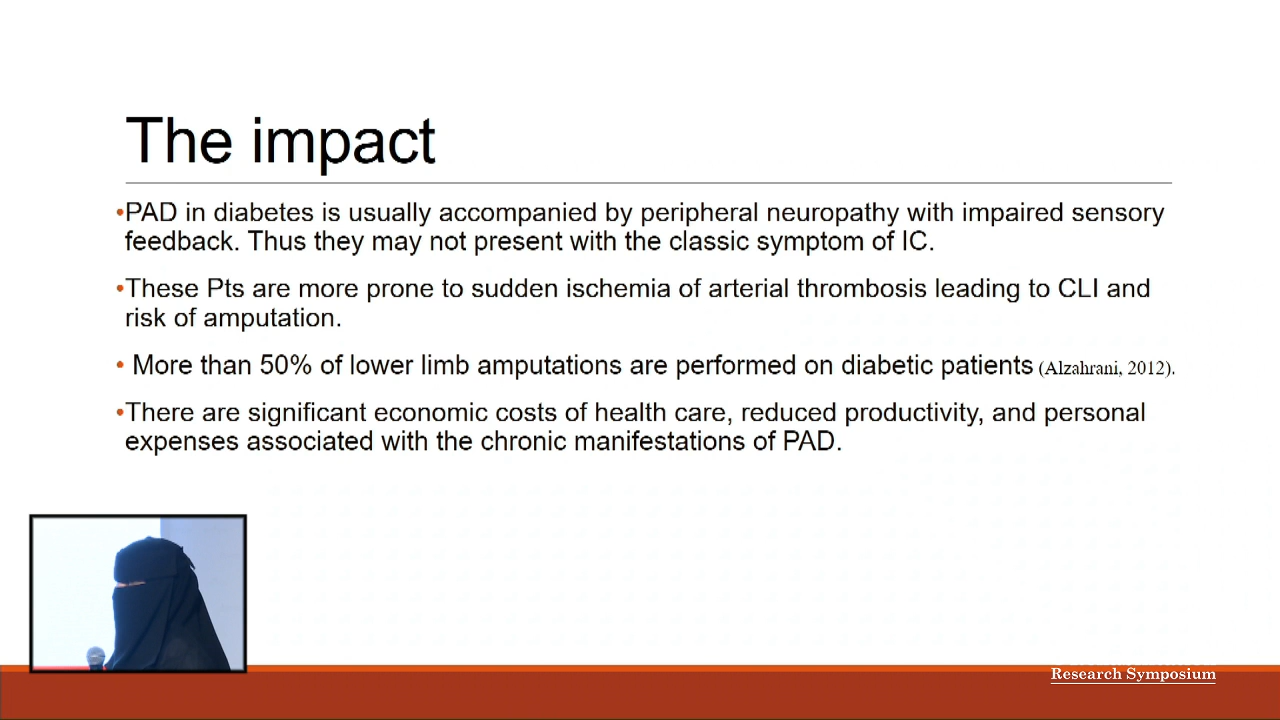 The impact
•PAD in diabetes is usually accompanied by peripheral neuropathy with impaired sensory
feedback. Thus they may not present with the classic symptom of IC.
•These Pts are more prone to sudden ischemia of arterial thrombosis leading to CLI and
risk of amputation.
• More than 50% of lower limb amputations are performed on diabetic patients (Alzahrani, 2012).
•There are significant economic costs of health care, reduced productivity, and personal
expenses associated with the chronic manifestations of PAD.
Research Symposium